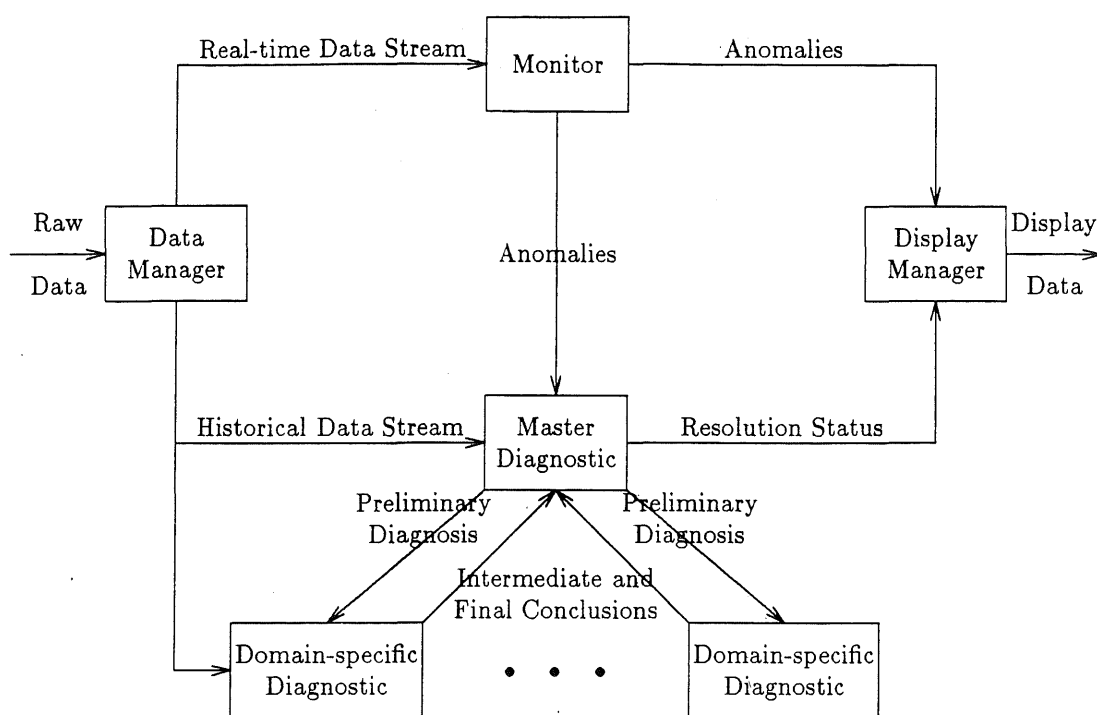 Real-time Data Stream
Monitor
Anomalies
Raw
Data
Data
Manager
Anomalies
Display
Manager
Display
Data
Historical Data Stream
Master
Diagnostic
Resolution Status
Preliminary
Diagnosis
Preliminary
Diagnosis
Intermediate and
Final Conclusions
Domain-specific
Diagnostic
• • •
Domain-specific
Diagnostic